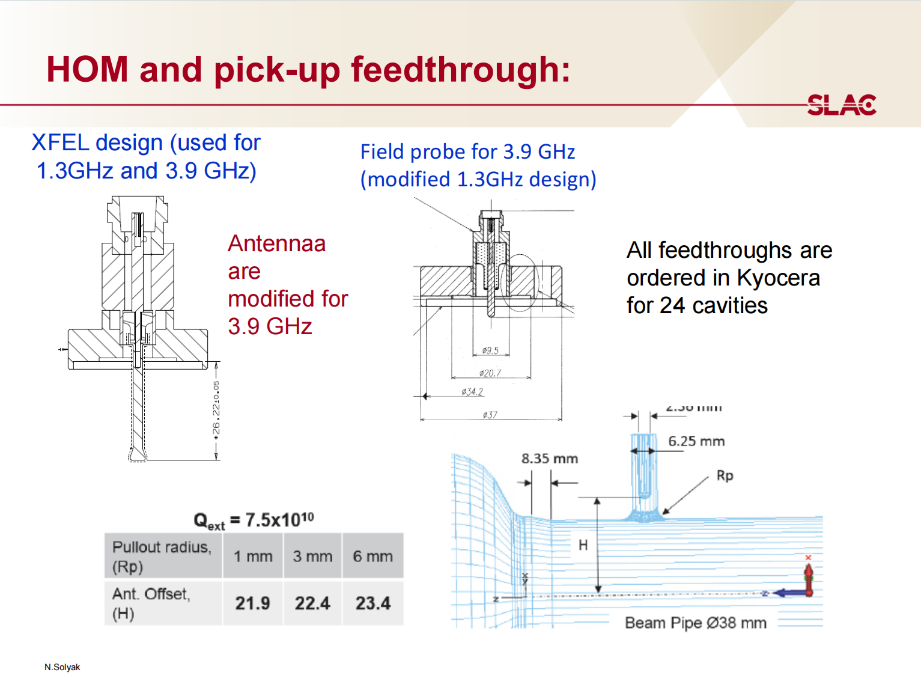 HOM and pick-up feedthrough:
SLAC
XFEL design (used for
1.3GHz and 3.9 GHz)
Field probe for 3.9 GHz
(modified 1.3GHz design)
Antennaa
are
modified for
3.9 GHz
All feedthroughs are
ordered in Kyocera
for 24 cavities
26.22±0.05
ø9.5
ø20.7
ø34.2
ø37
6.25 mm
8.35 mm
Rp
H
x
z
x
z
Beam Pipe Ø38 mm
Qext = 7.5x10¹⁰
Pullout radius, (Rp) 1 mm 3 mm 6 mm
Ant. Offset, (H) 21.9 22.4 23.4
N.Solyak